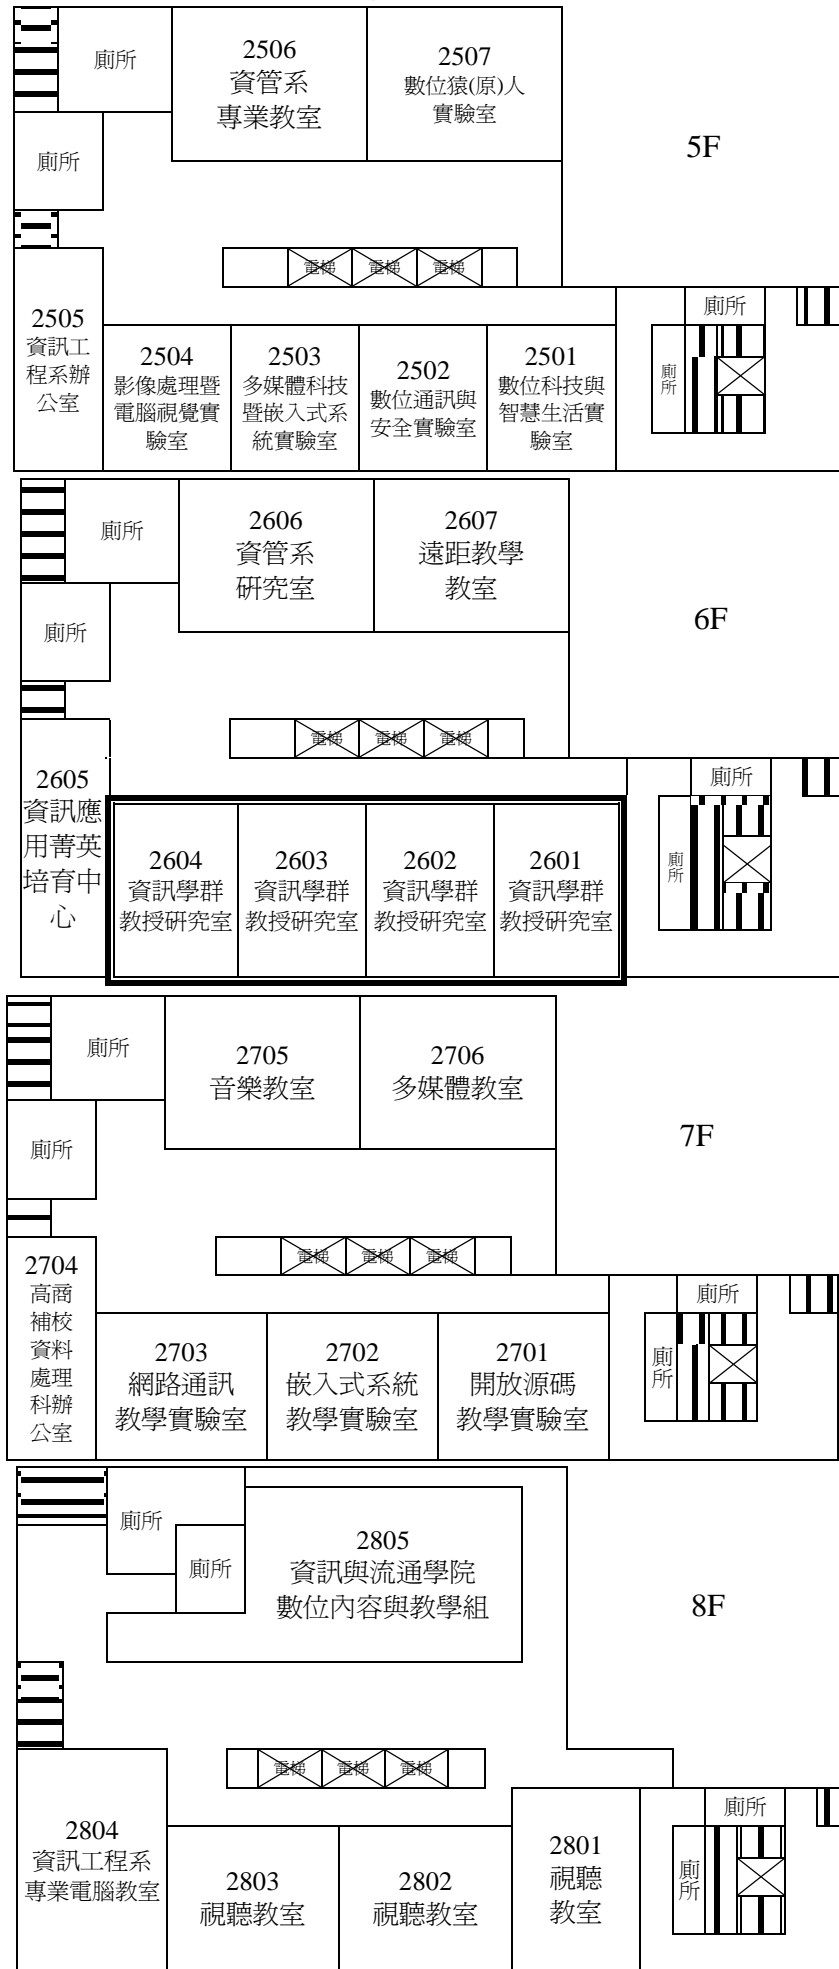 廁所
2506
資管系
專業教室
2507
數位猿(原)人
實驗室
5F
廁所
電梯
電梯
電梯
2505
資訊工
程系辦
公室
2504
影像處理暨
電腦視覺實
驗室
2503
多媒體科技
暨嵌入式系
統實驗室
2502
數位通訊與
安全實驗室
2501
數位科技與
智慧生活實
驗室
廁所
廁所
廁所
2606
資管系
研究室
2607
遠距教學
教室
6F
廁所
電梯
電梯
電梯
2605
資訊應
用菁英
培育中
心
2604
資訊學群
教授研究室
2603
資訊學群
教授研究室
2602
資訊學群
教授研究室
2601
資訊學群
教授研究室
廁所
廁所
廁所
2705
音樂教室
2706
多媒體教室
7F
廁所
電梯
電梯
電梯
2704
高商
補校
資料
處理
科辦
公室
2703
網路通訊
教學實驗室
2702
嵌入式系統
教學實驗室
2701
開放源碼
教學實驗室
廁所
廁所
廁所
廁所
2805
資訊與流通學院
數位內容與教學組
8F
電梯
電梯
電梯
2804
資訊工程系
專業電腦教室
2803
視聽教室
2802
視聽教室
2801
視聽
教室
廁所
廁所